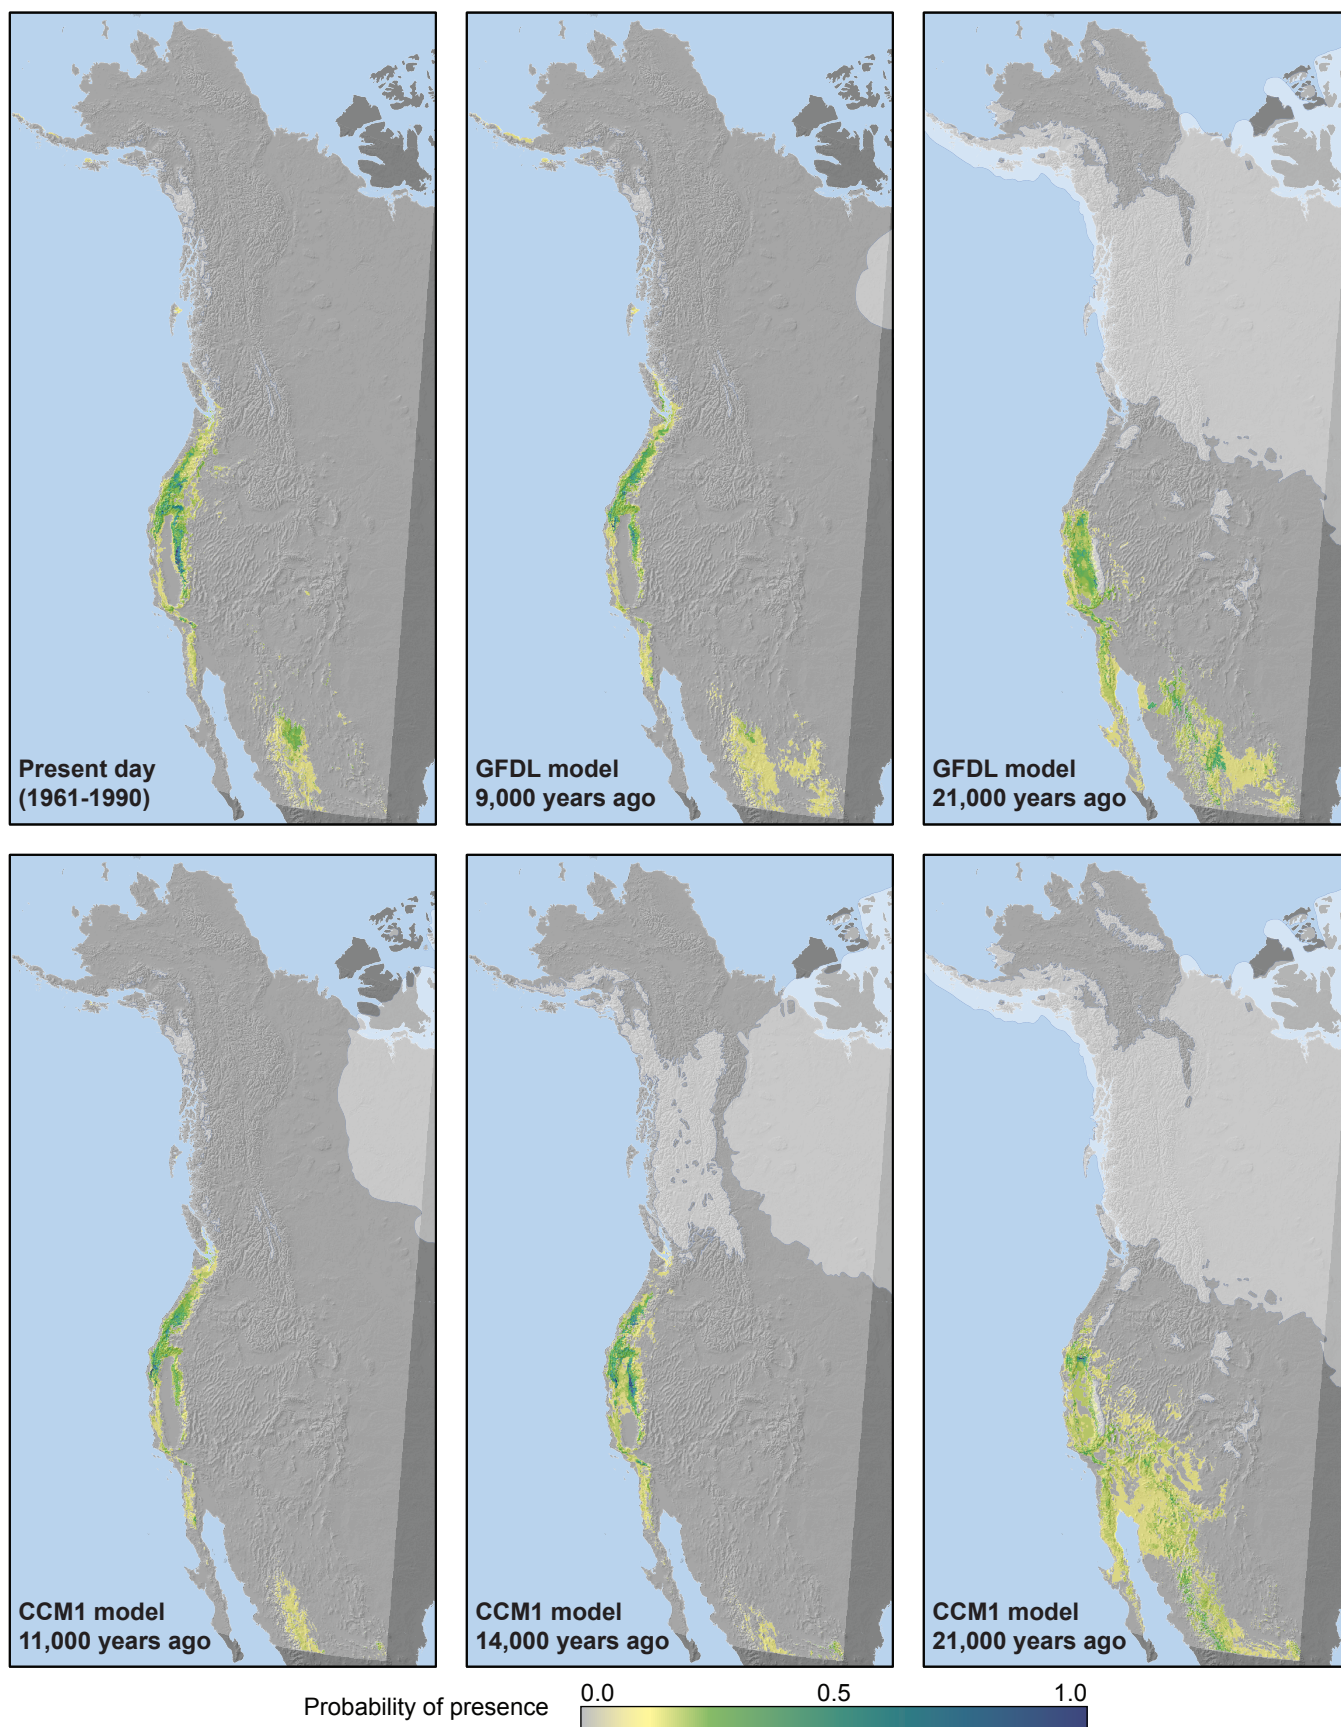 Present day
(1961-1990)
GFDL model
9,000 years ago
GFDL model
21,000 years ago
CCM1 model
11,000 years ago
CCM1 model
14,000 years ago
CCM1 model
21,000 years ago
Probability of presence 0.0 0.5 1.0